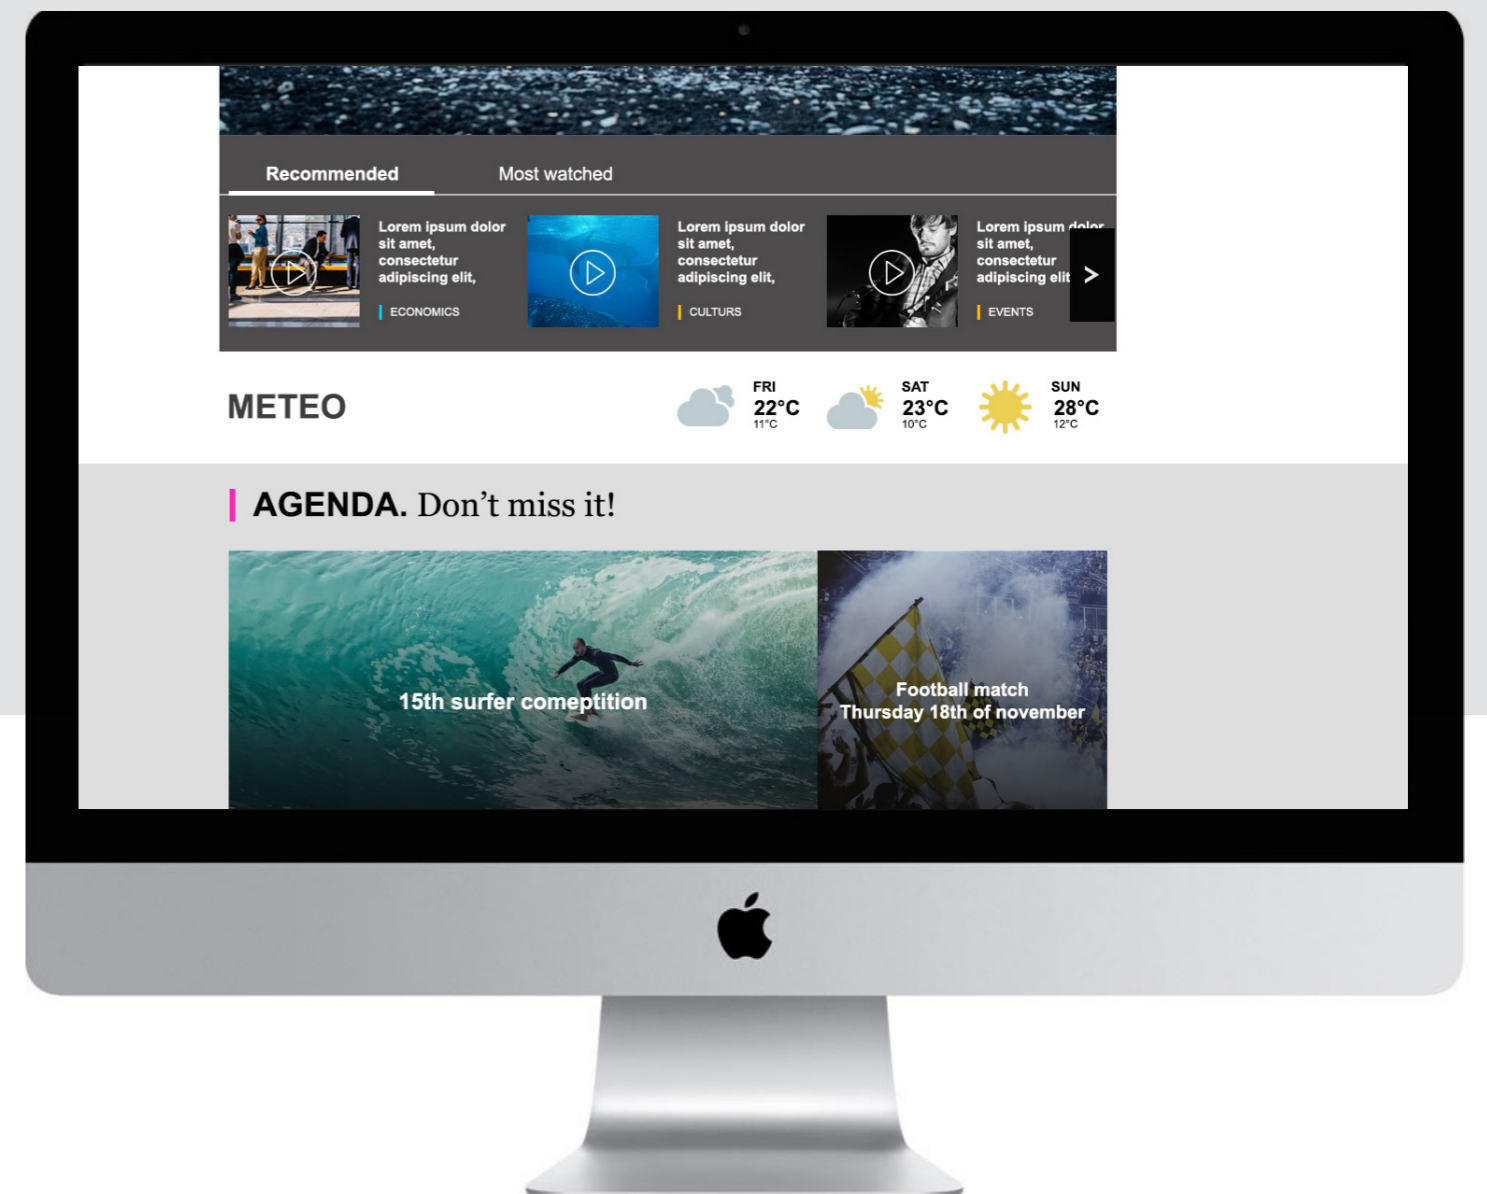 Recommended
Most watched
Lorem ipsum dolor
sit amet,
consectetur
adipiscing elit,
ECONOMICS
Lorem ipsum dolor
sit amet,
consectetur
adipiscing elit,
CULTURS
Lorem ipsum dolor
sit amet,
consectetur
adipiscing elit
EVENTS
>
METEO
FRI
22°C
11°C
SAT
23°C
10°C
SUN
28°C
12°C
AGENDA. Don’t miss it!
15th surfer comeptition
Football match
Thursday 18th of november